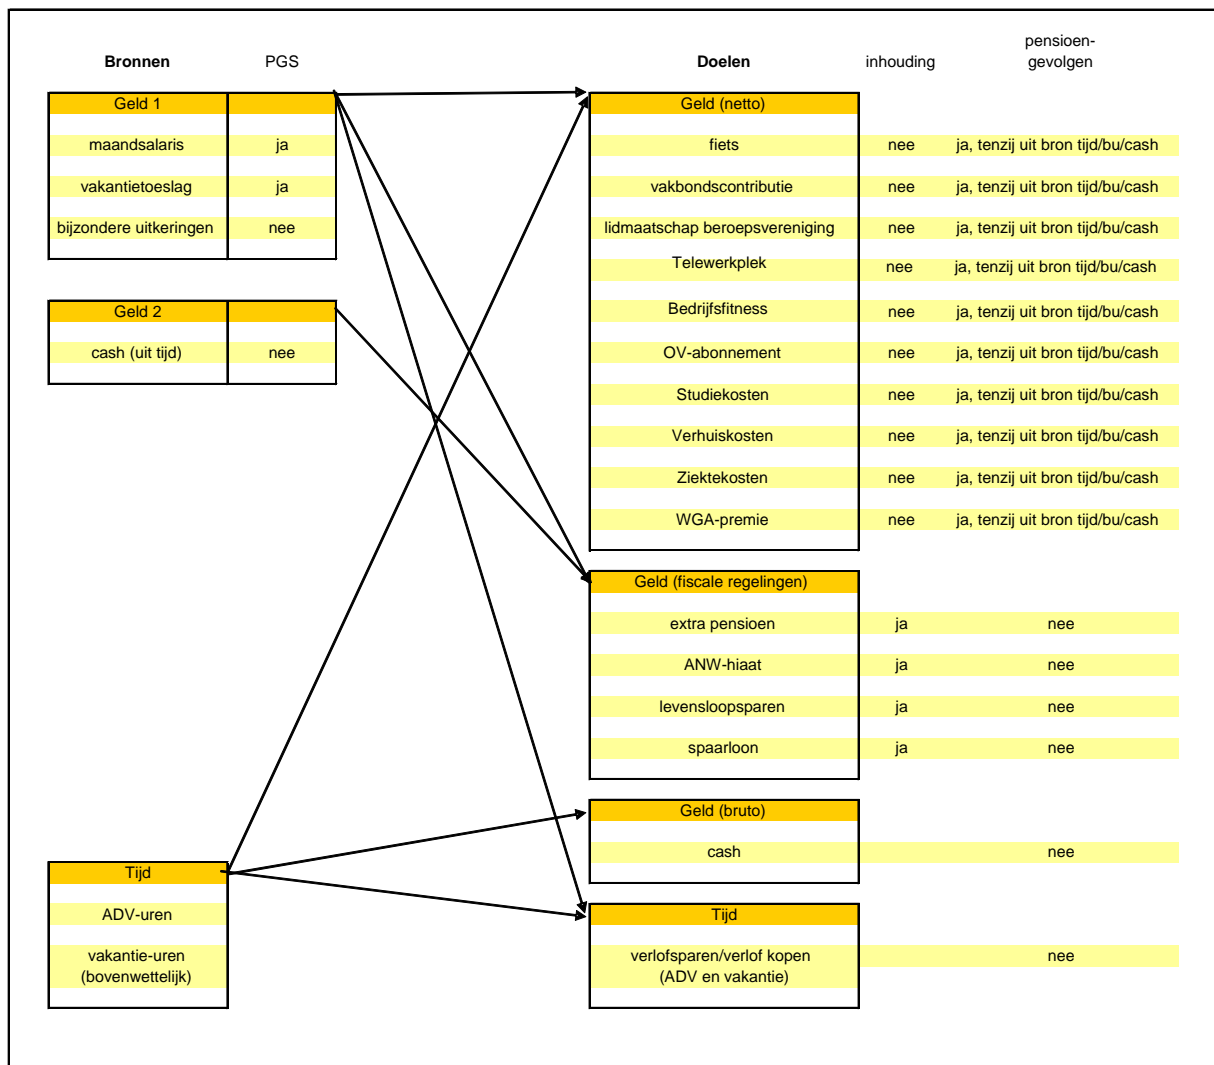 Bronnen PGS Doelen inhouding pensioen-
gevolgen
Geld 1 Geld (netto)
maandsalaris ja fiets nee ja, tenzij uit bron tijd/bu/cash
vakantietoeslag ja vakbondscontributie nee ja, tenzij uit bron tijd/bu/cash
bijzondere uitkeringen nee lidmaatschap beroepsvereniging nee ja, tenzij uit bron tijd/bu/cash
Telewerkplek nee ja, tenzij uit bron tijd/bu/cash
Geld 2 Bedrijfsfitness nee ja, tenzij uit bron tijd/bu/cash
cash (uit tijd) nee OV-abonnement nee ja, tenzij uit bron tijd/bu/cash
Studiekosten nee ja, tenzij uit bron tijd/bu/cash
Verhuiskosten nee ja, tenzij uit bron tijd/bu/cash
Ziektekosten nee ja, tenzij uit bron tijd/bu/cash
WGA-premie nee ja, tenzij uit bron tijd/bu/cash
Geld (fiscale regelingen)
extra pensioen ja nee
ANW-hiaat ja nee
levensloopsparen ja nee
spaarloon ja nee
Geld (bruto)
cash nee
Tijd
ADV-uren Tijd
vakantie-uren verlofsparen/verlof kopen nee
(bovenwettelijk) (ADV en vakantie)